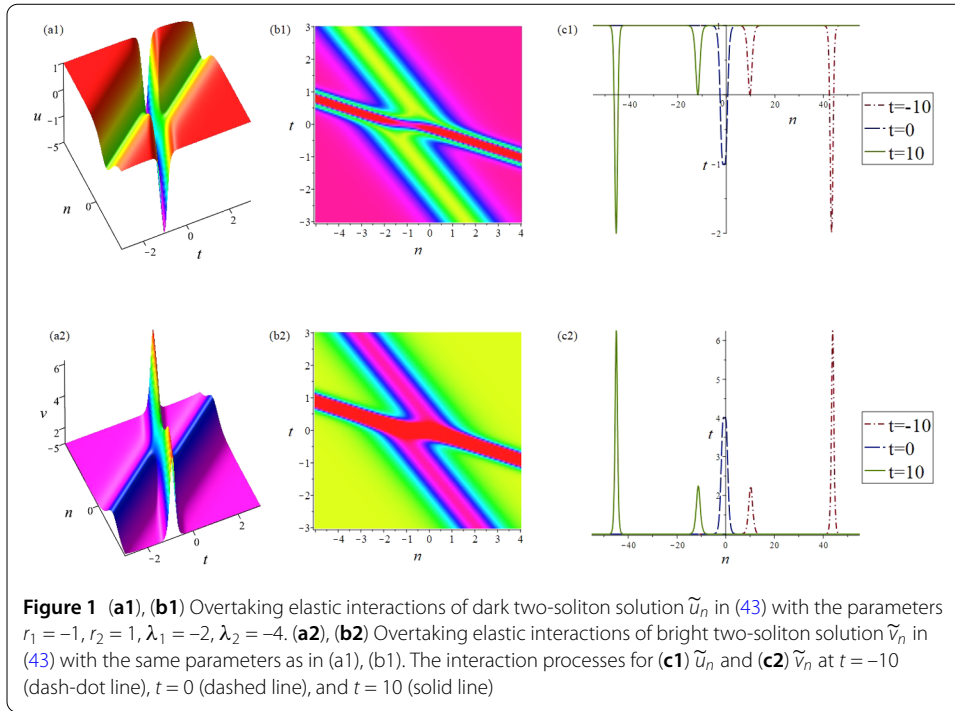 (a1)
1
0
-1
u
-5
n
0
-2
0
2
t
(b1)
3
2
1
t
0
-1
-2
-3
-4
-3
-2
-1
0
1
2
3
4
n
(c1)
1
-40
-20
0
20
40
n
t
-1
-2
t=-10
t=0
t=10
(a2)
6
v
4
2
-5
n
0
-2
0
2
t
(b2)
3
2
1
t
0
-1
-2
-3
-4
-3
-2
-1
0
1
2
3
4
n
(c2)
6
5
t
4
3
2
-40
-20
0
20
40
n
t=-10
t=0
t=10
Figure 1 (a1), (b1) Overtaking elastic interactions of dark two-soliton solution ũₙ in (43) with the parameters
r₁ = –1, r₂ = 1, λ₁ = –2, λ₂ = –4. (a2), (b2) Overtaking elastic interactions of bright two-soliton solution ṽₙ in
(43) with the same parameters as in (a1), (b1). The interaction processes for (c1) ũₙ and (c2) ṽₙ at t = –10
(dash-dot line), t = 0 (dashed line), and t = 10 (solid line)